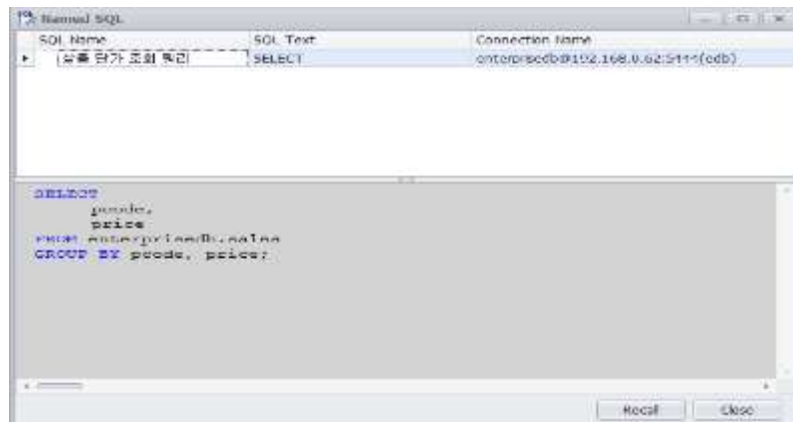 Named SQL
SQL Name SQL Text Connection Name
상품 단가 조회 쿼리 SELECT enterprisedb@192.168.0.62:5444(edb)
SELECT
pcode,
price
FROM enterprisedb.sales
GROUP BY pcode, price;
Recall Close